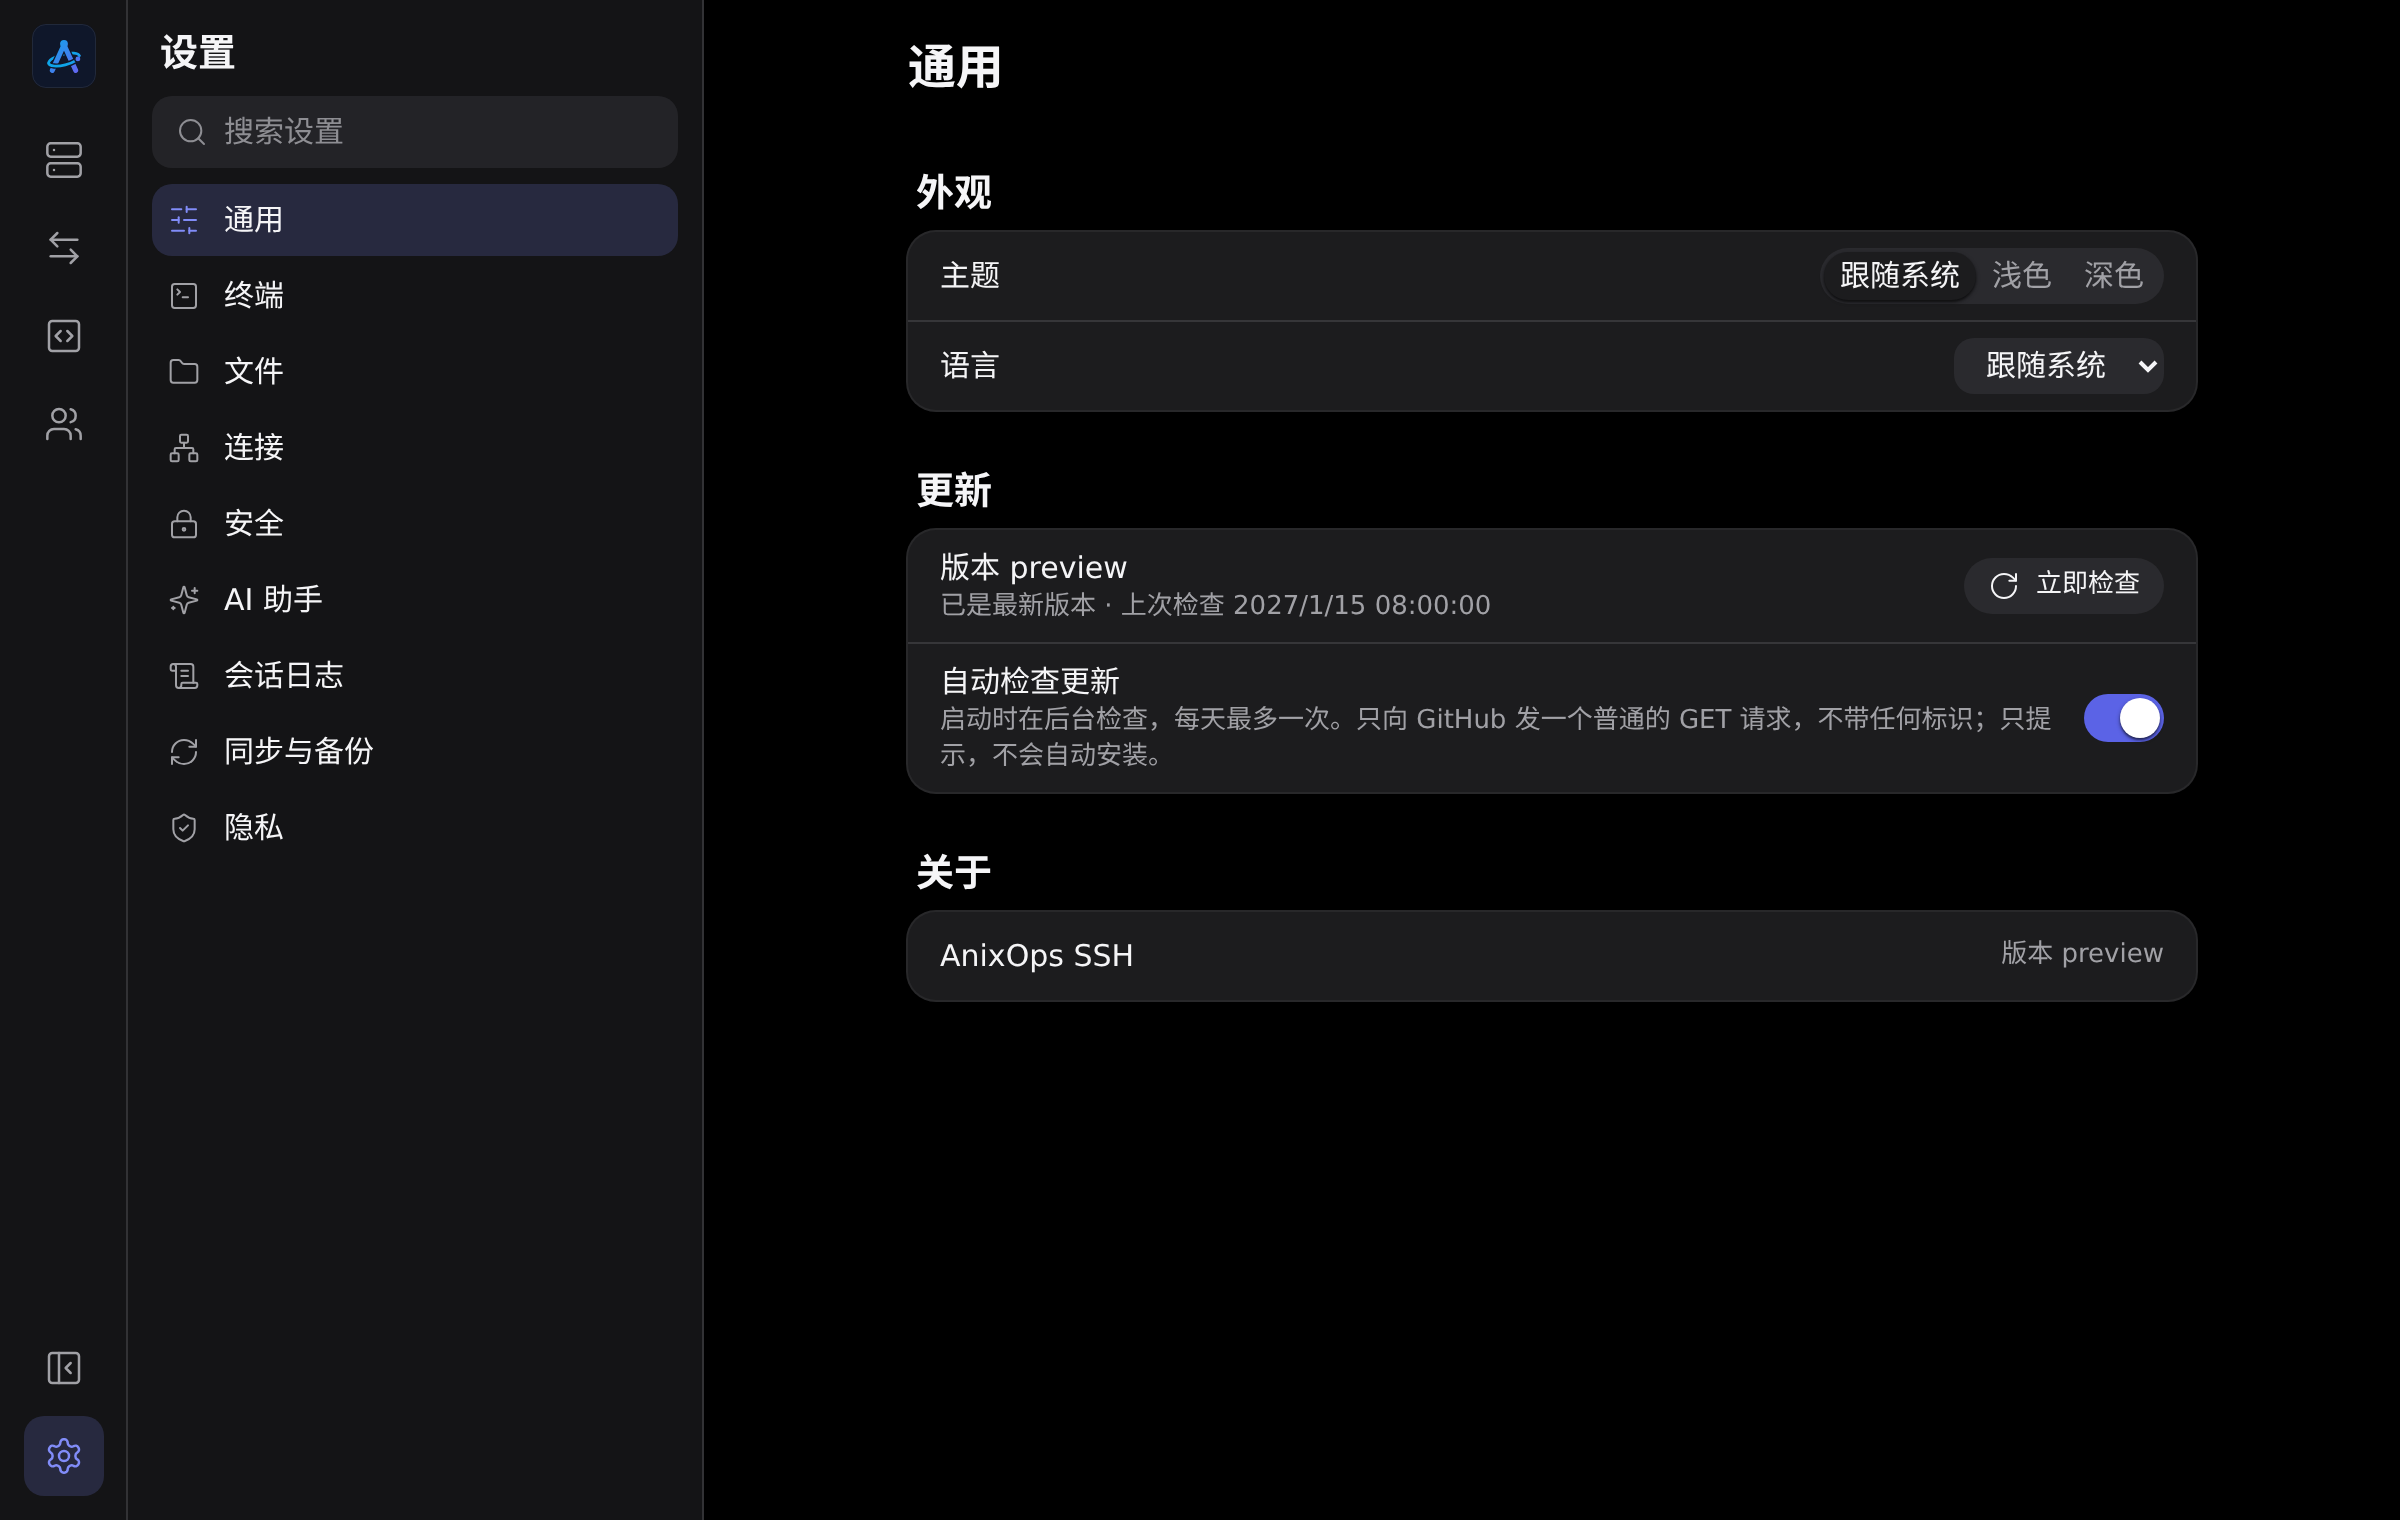 设置
搜索设置
通用
终端
文件
连接
安全
AI 助手
会话日志
同步与备份
隐私
通用
外观
主题
跟随系统 浅色 深色
语言
跟随系统
更新
版本 preview
已是最新版本 · 上次检查 2027/1/15 08:00:00
立即检查
自动检查更新
启动时在后台检查，每天最多一次。只向 GitHub 发一个普通的 GET 请求，不带任何标识；只提
示，不会自动安装。
关于
AnixOps SSH
版本 preview